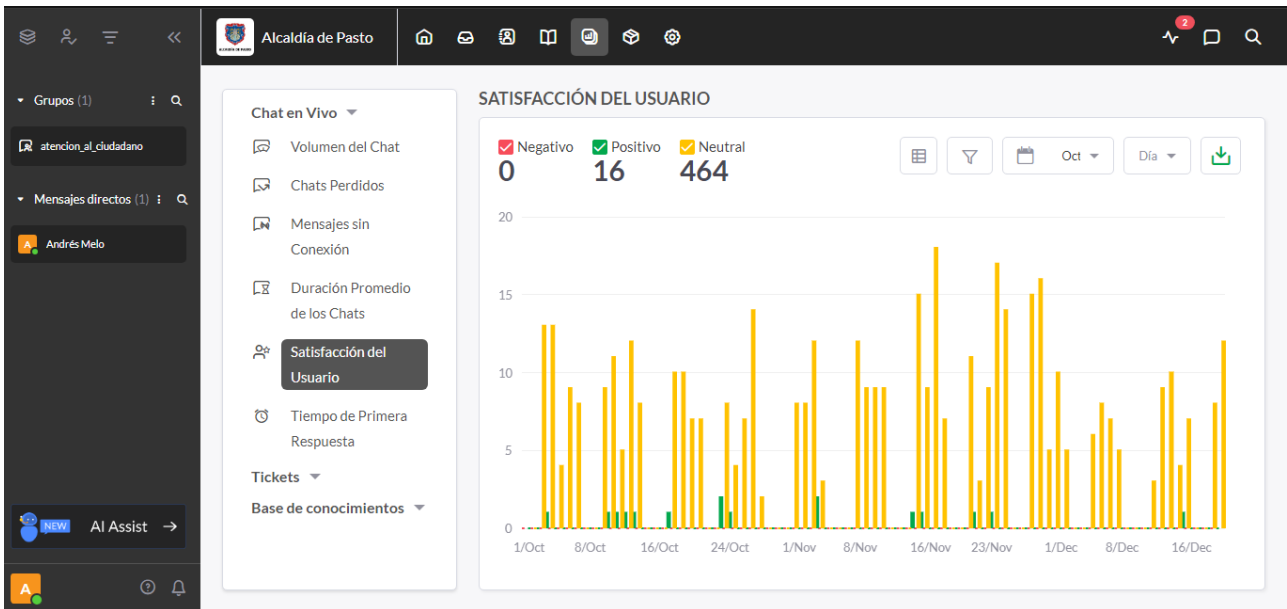 Alcaldía de Pasto
2
Grupos (1)
atencion_al_ciudadano
Mensajes directos (1)
A
Andrés Melo
NEW
AI Assist
A
Chat en Vivo
Volumen del Chat
Chats Perdidos
Mensajes sin
Conexión
Duración Promedio
de los Chats
Satisfacción del
Usuario
Tiempo de Primera
Respuesta
Tickets
Base de conocimientos
SATISFACCIÓN DEL USUARIO
Negativo Positivo Neutral
0 16 464
Oct Día
20
15
10
5
0
1/Oct 8/Oct 16/Oct 24/Oct 1/Nov 8/Nov 16/Nov 23/Nov 1/Dec 8/Dec 16/Dec